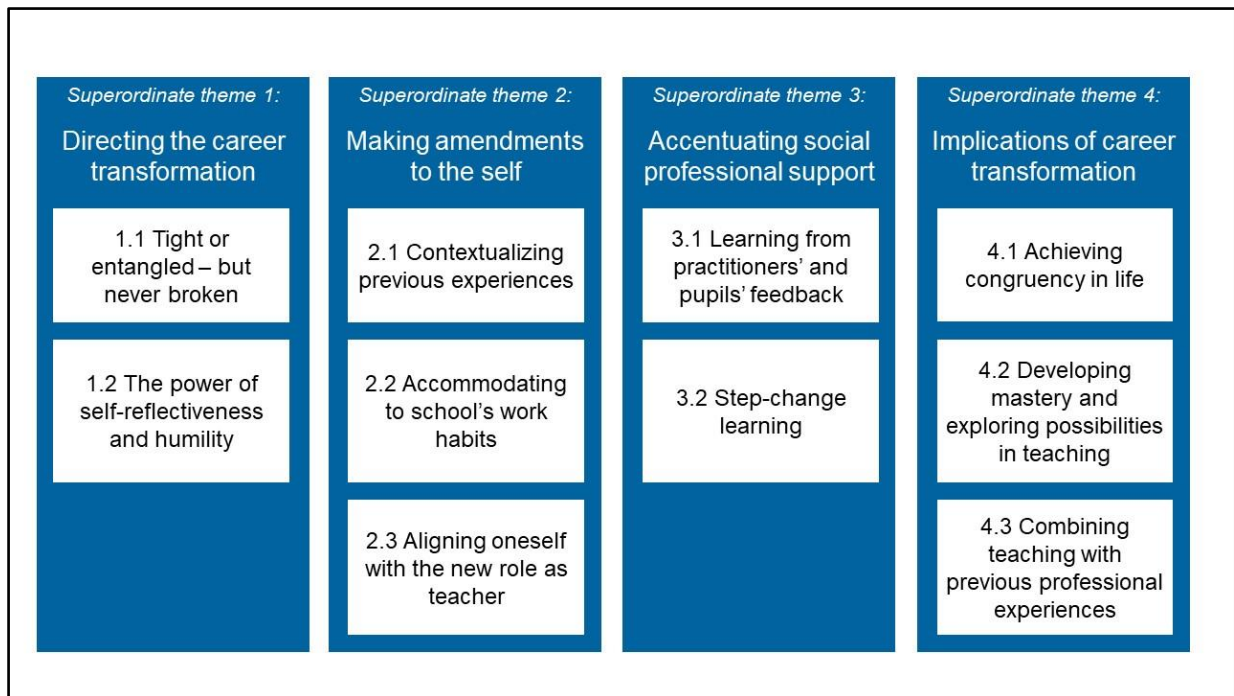 Superordinate theme 1:
Directing the career
transformation
1.1 Tight or
entangled – but
never broken
1.2 The power of
self-reflectiveness
and humility
Superordinate theme 2:
Making amendments
to the self
2.1 Contextualizing
previous experiences
2.2 Accommodating
to school’s work
habits
2.3 Aligning oneself
with the new role as
teacher
Superordinate theme 3:
Accentuating social
professional support
3.1 Learning from
practitioners’ and
pupils’ feedback
3.2 Step-change
learning
Superordinate theme 4:
Implications of career
transformation
4.1 Achieving
congruency in life
4.2 Developing
mastery and
exploring possibilities
in teaching
4.3 Combining
teaching with
previous professional
experiences